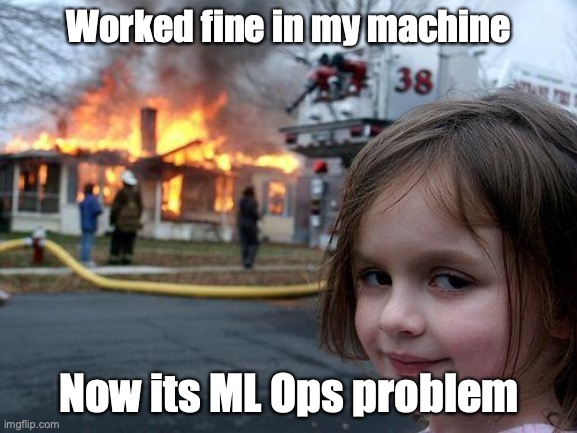 Worked fine in my machine
38
Now its ML Ops problem
imgflip.com